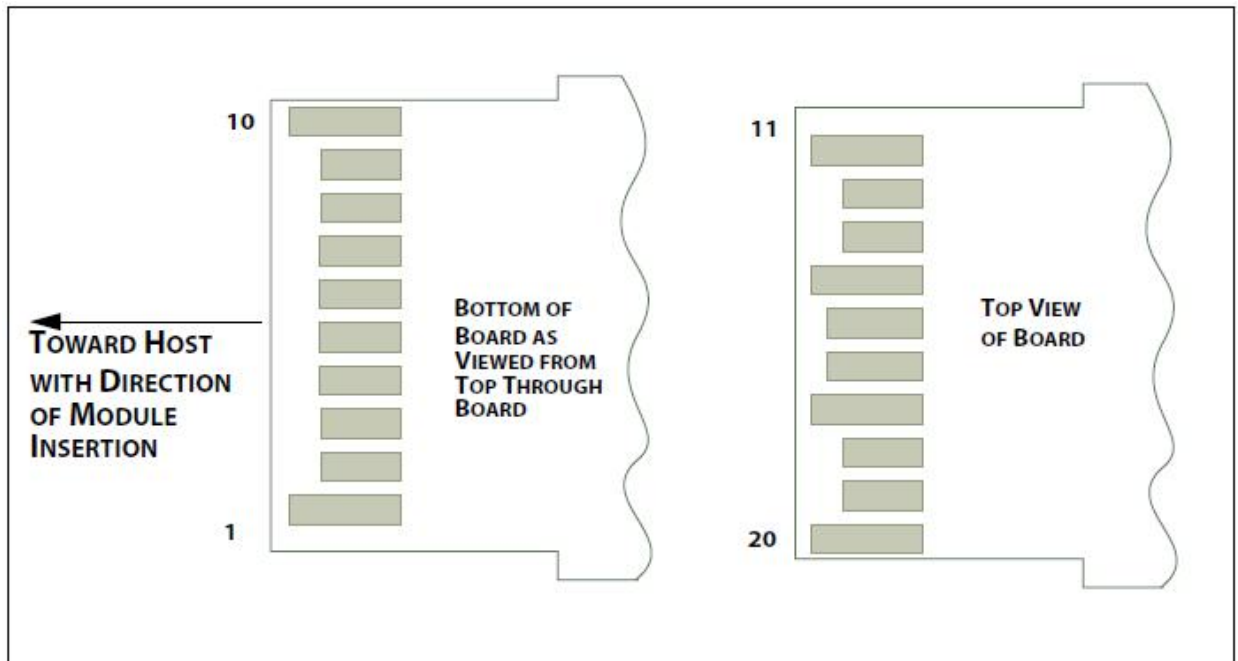 10
1
TOWARD HOST
WITH DIRECTION
OF MODULE
INSERTION
BOTTOM OF
BOARD AS
VIEWED FROM
TOP THROUGH
BOARD
11
20
TOP VIEW
OF BOARD